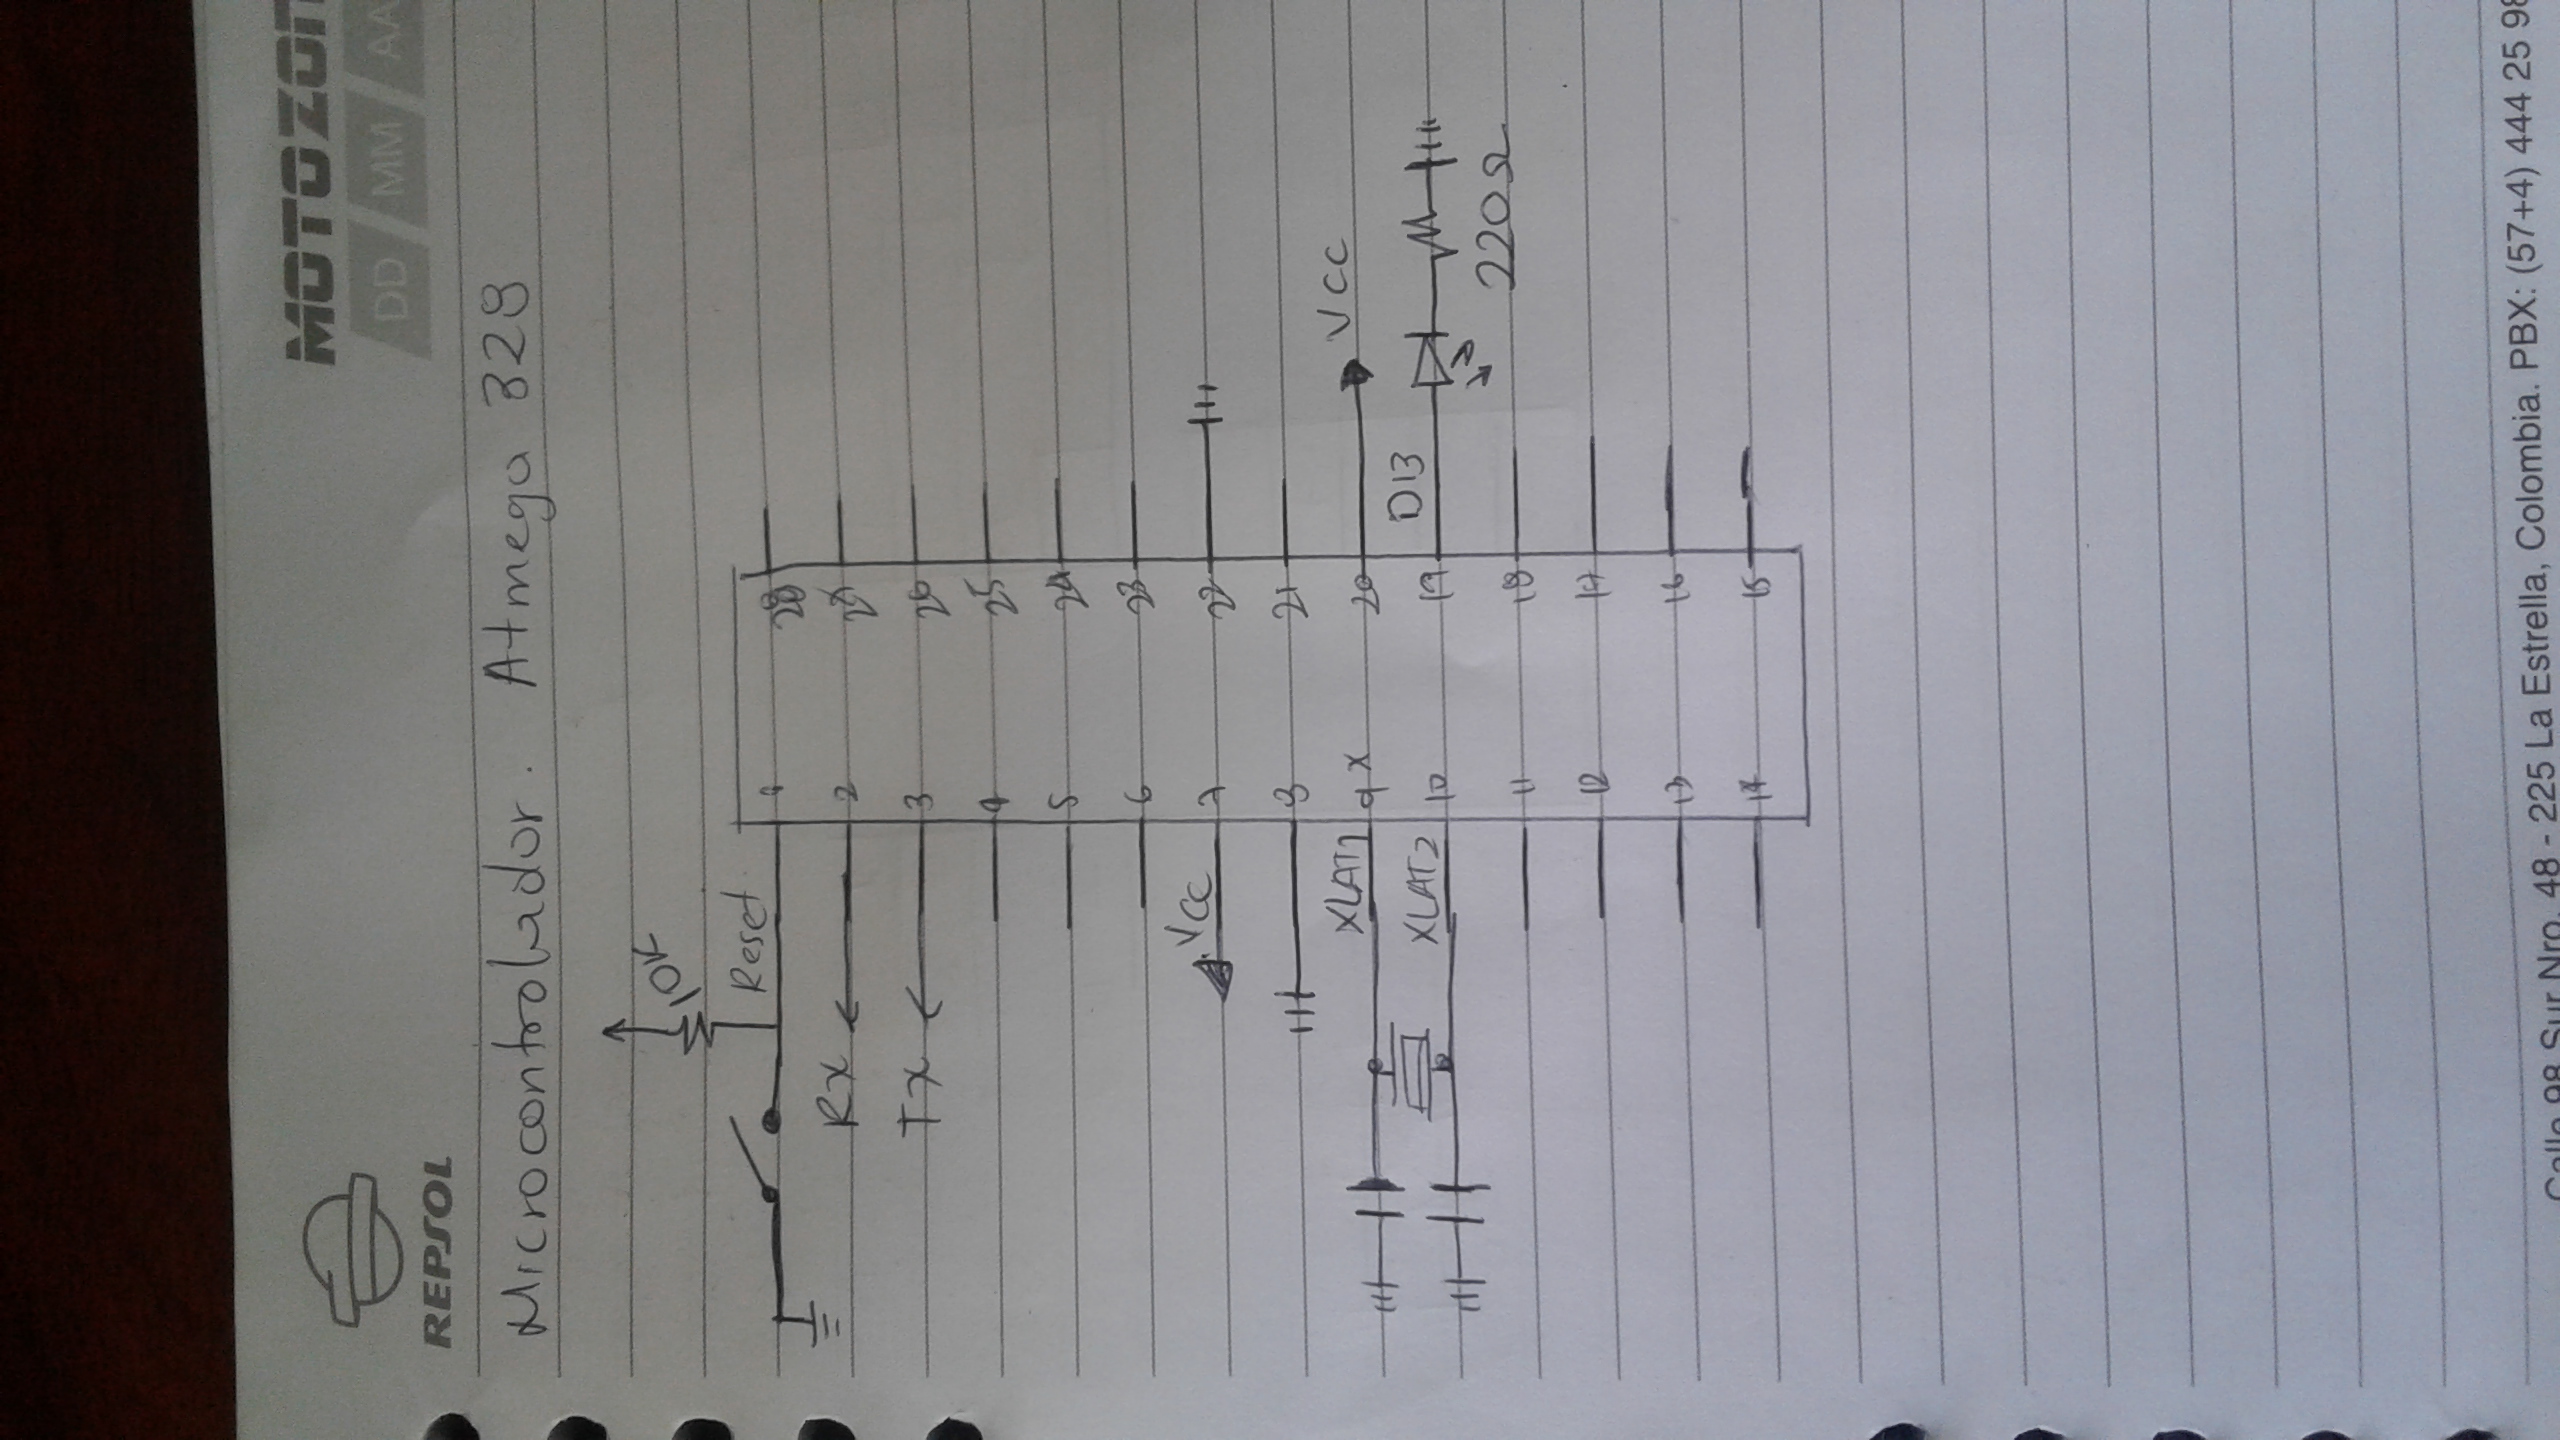 MOTOZON
DD MM AA
REPSOL
Microcontrolador. Atmega 328
10K
Reset
1 28
Rx 2 27
Tx 3 26
4 25
5 24
6 23
VCC 7 22
8 21
XLAT1 9 x 20 VCC
XLAT2 10 19 D13
220Ω
11 18
12 17
13 16
14 15
Calle 98 Sur Nro. 48 - 225 La Estrella, Colombia. PBX: (57+4) 444 25 98